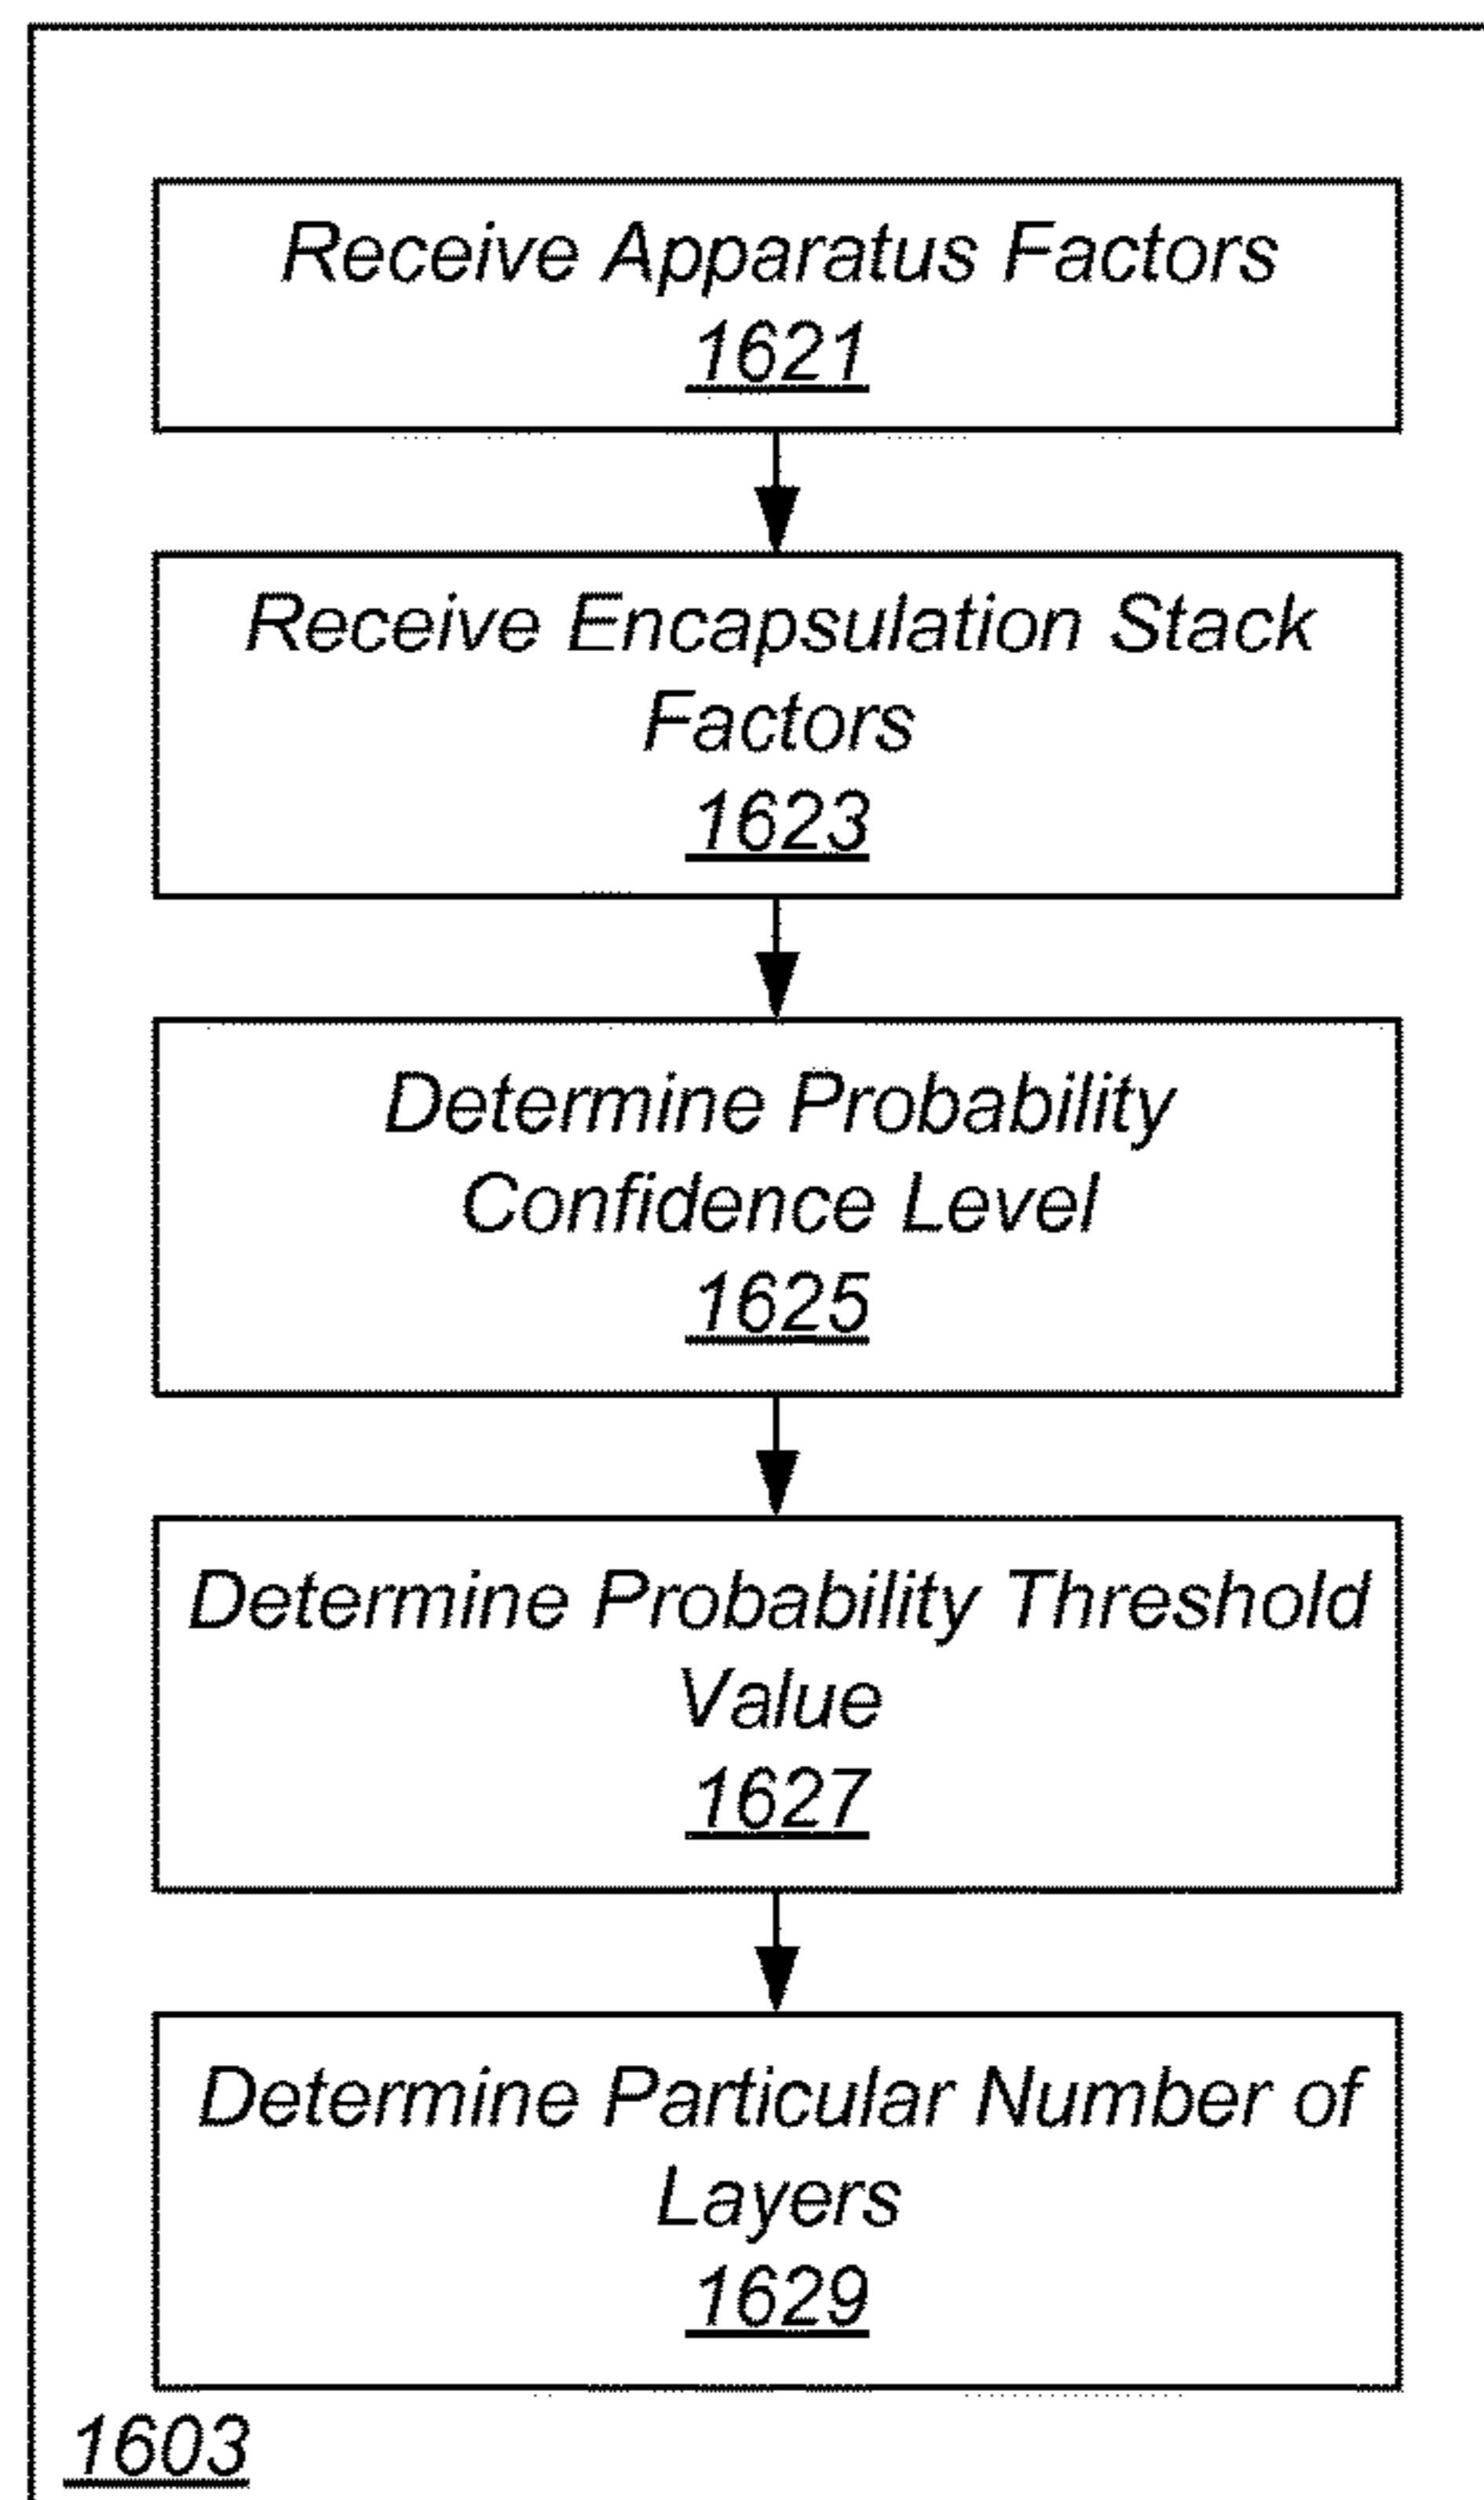 Receive Apparatus Factors
1621
Receive Encapsulation Stack
Factors
1623
Determine Probability
Confidence Level
1625
Determine Probability Threshold
Value
1627
Determine Particular Number of
Layers
1629
1603